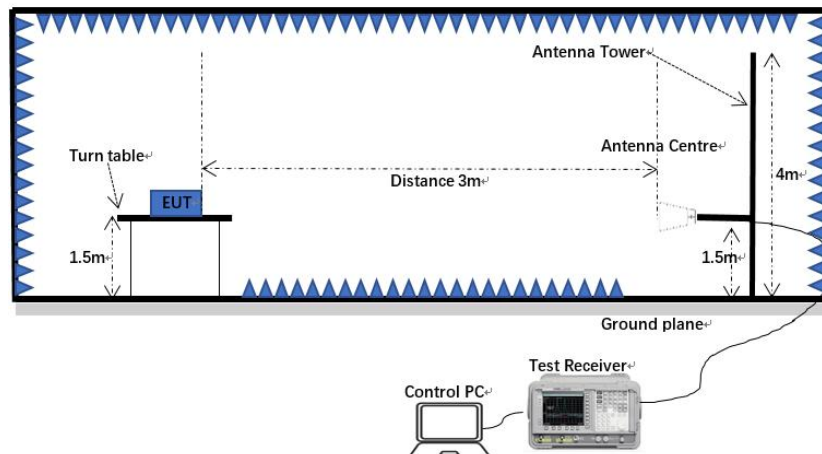 Antenna Tower
Turn table
Antenna Centre
Distance 3m
4m
EUT
1.5m
1.5m
Ground plane
Test Receiver
Control PC